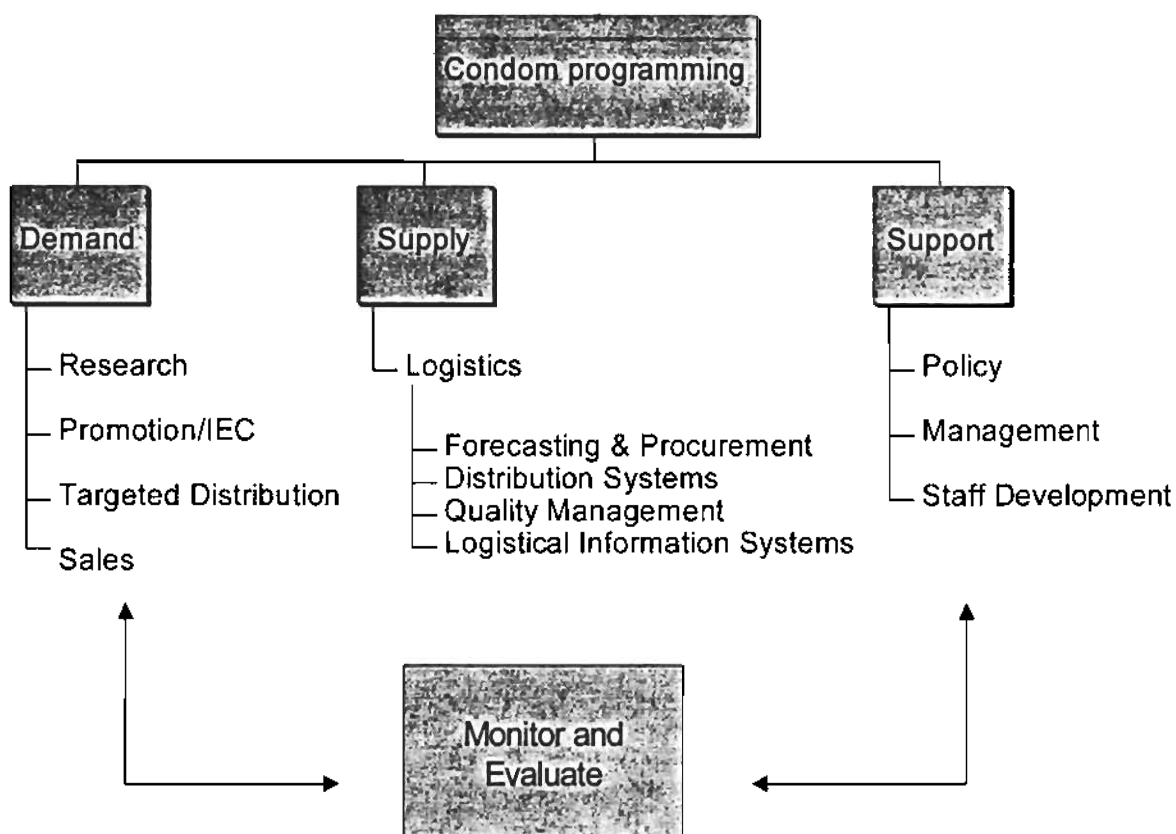 Condom programming
Demand
Supply
Support
Research
Promotion/IEC
Targeted Distribution
Sales
Logistics
Forecasting & Procurement
Distribution Systems
Quality Management
Logistical Information Systems
Policy
Management
Staff Development
Monitor and
Evaluate